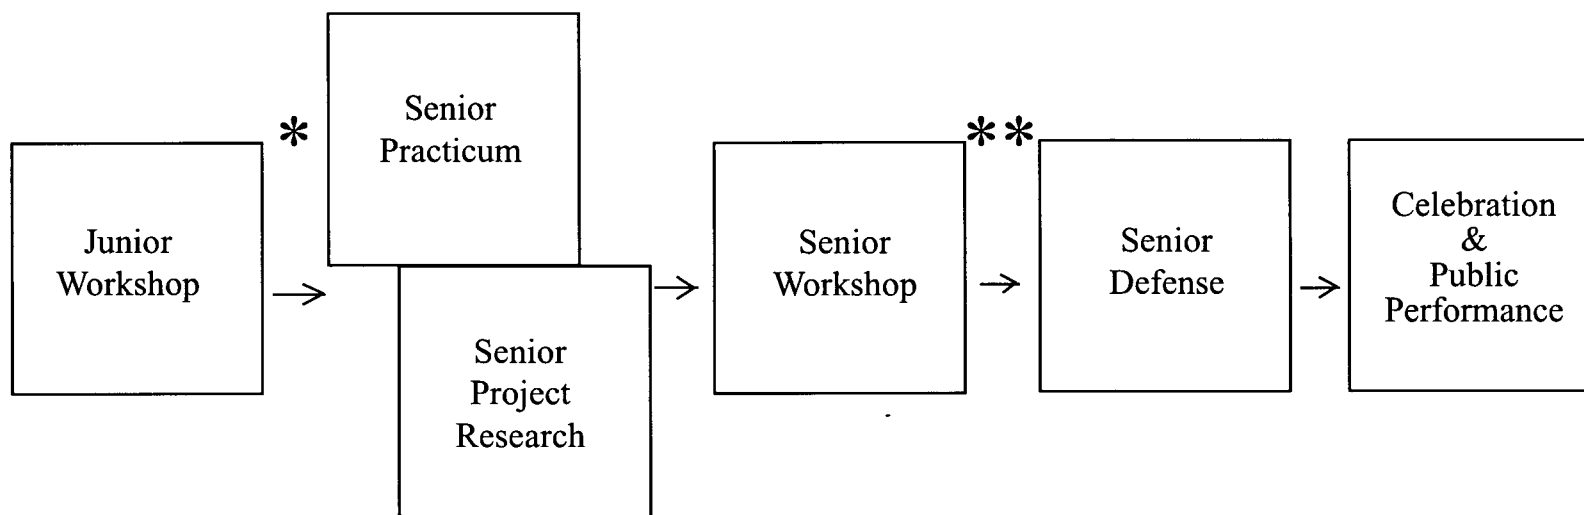 Junior
Workshop
*
Senior
Practicum
Senior
Project
Research
Senior
Workshop
**
Senior
Defense
Celebration
&
Public
Performance